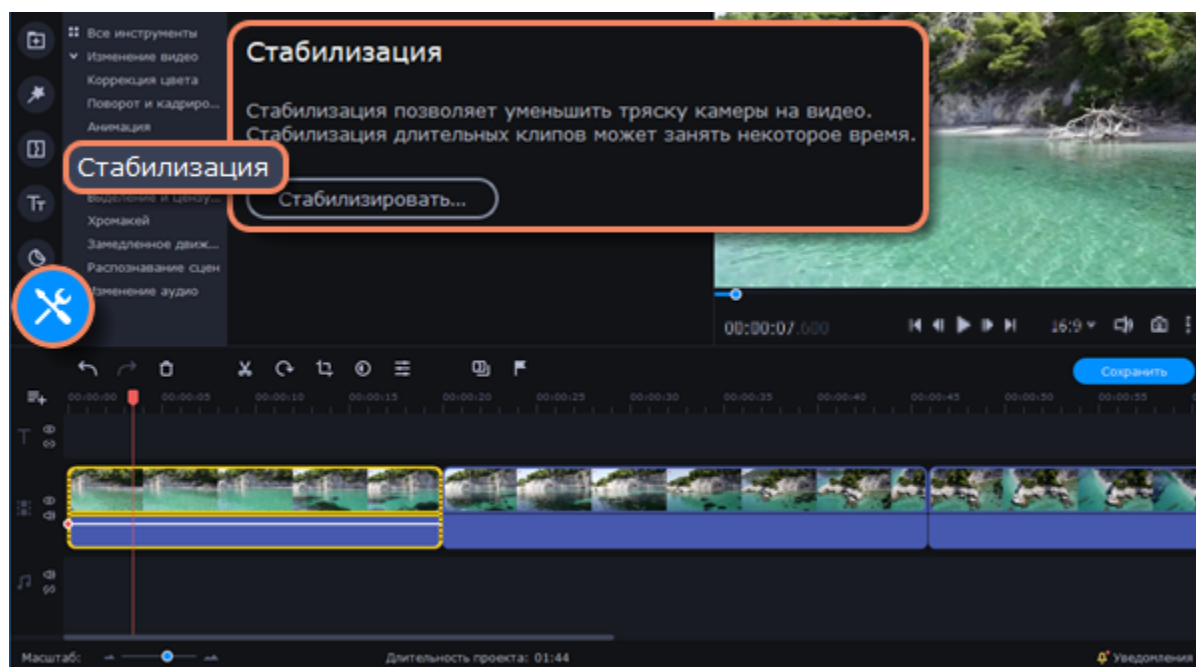 Все инструменты
Изменение видео
Коррекция цвета
Поворот и кадриро...
Анимация
Стабилизация
Выделение и цензу...
Хромакей
Замедленное движ...
Распознавание сцен
Изменение аудио
Стабилизация
Стабилизация позволяет уменьшить тряску камеры на видео.
Стабилизация длительных клипов может занять некоторое время.
Стабилизировать...
00:00:07.600
16:9
Сохранить
00:00:00 00:00:05 00:00:10 00:00:15 00:00:20 00:00:25 00:00:30 00:00:35 00:00:40 00:00:45 00:00:50 00:00:55
Масштаб:
Длительность проекта: 01:44
Уведомления